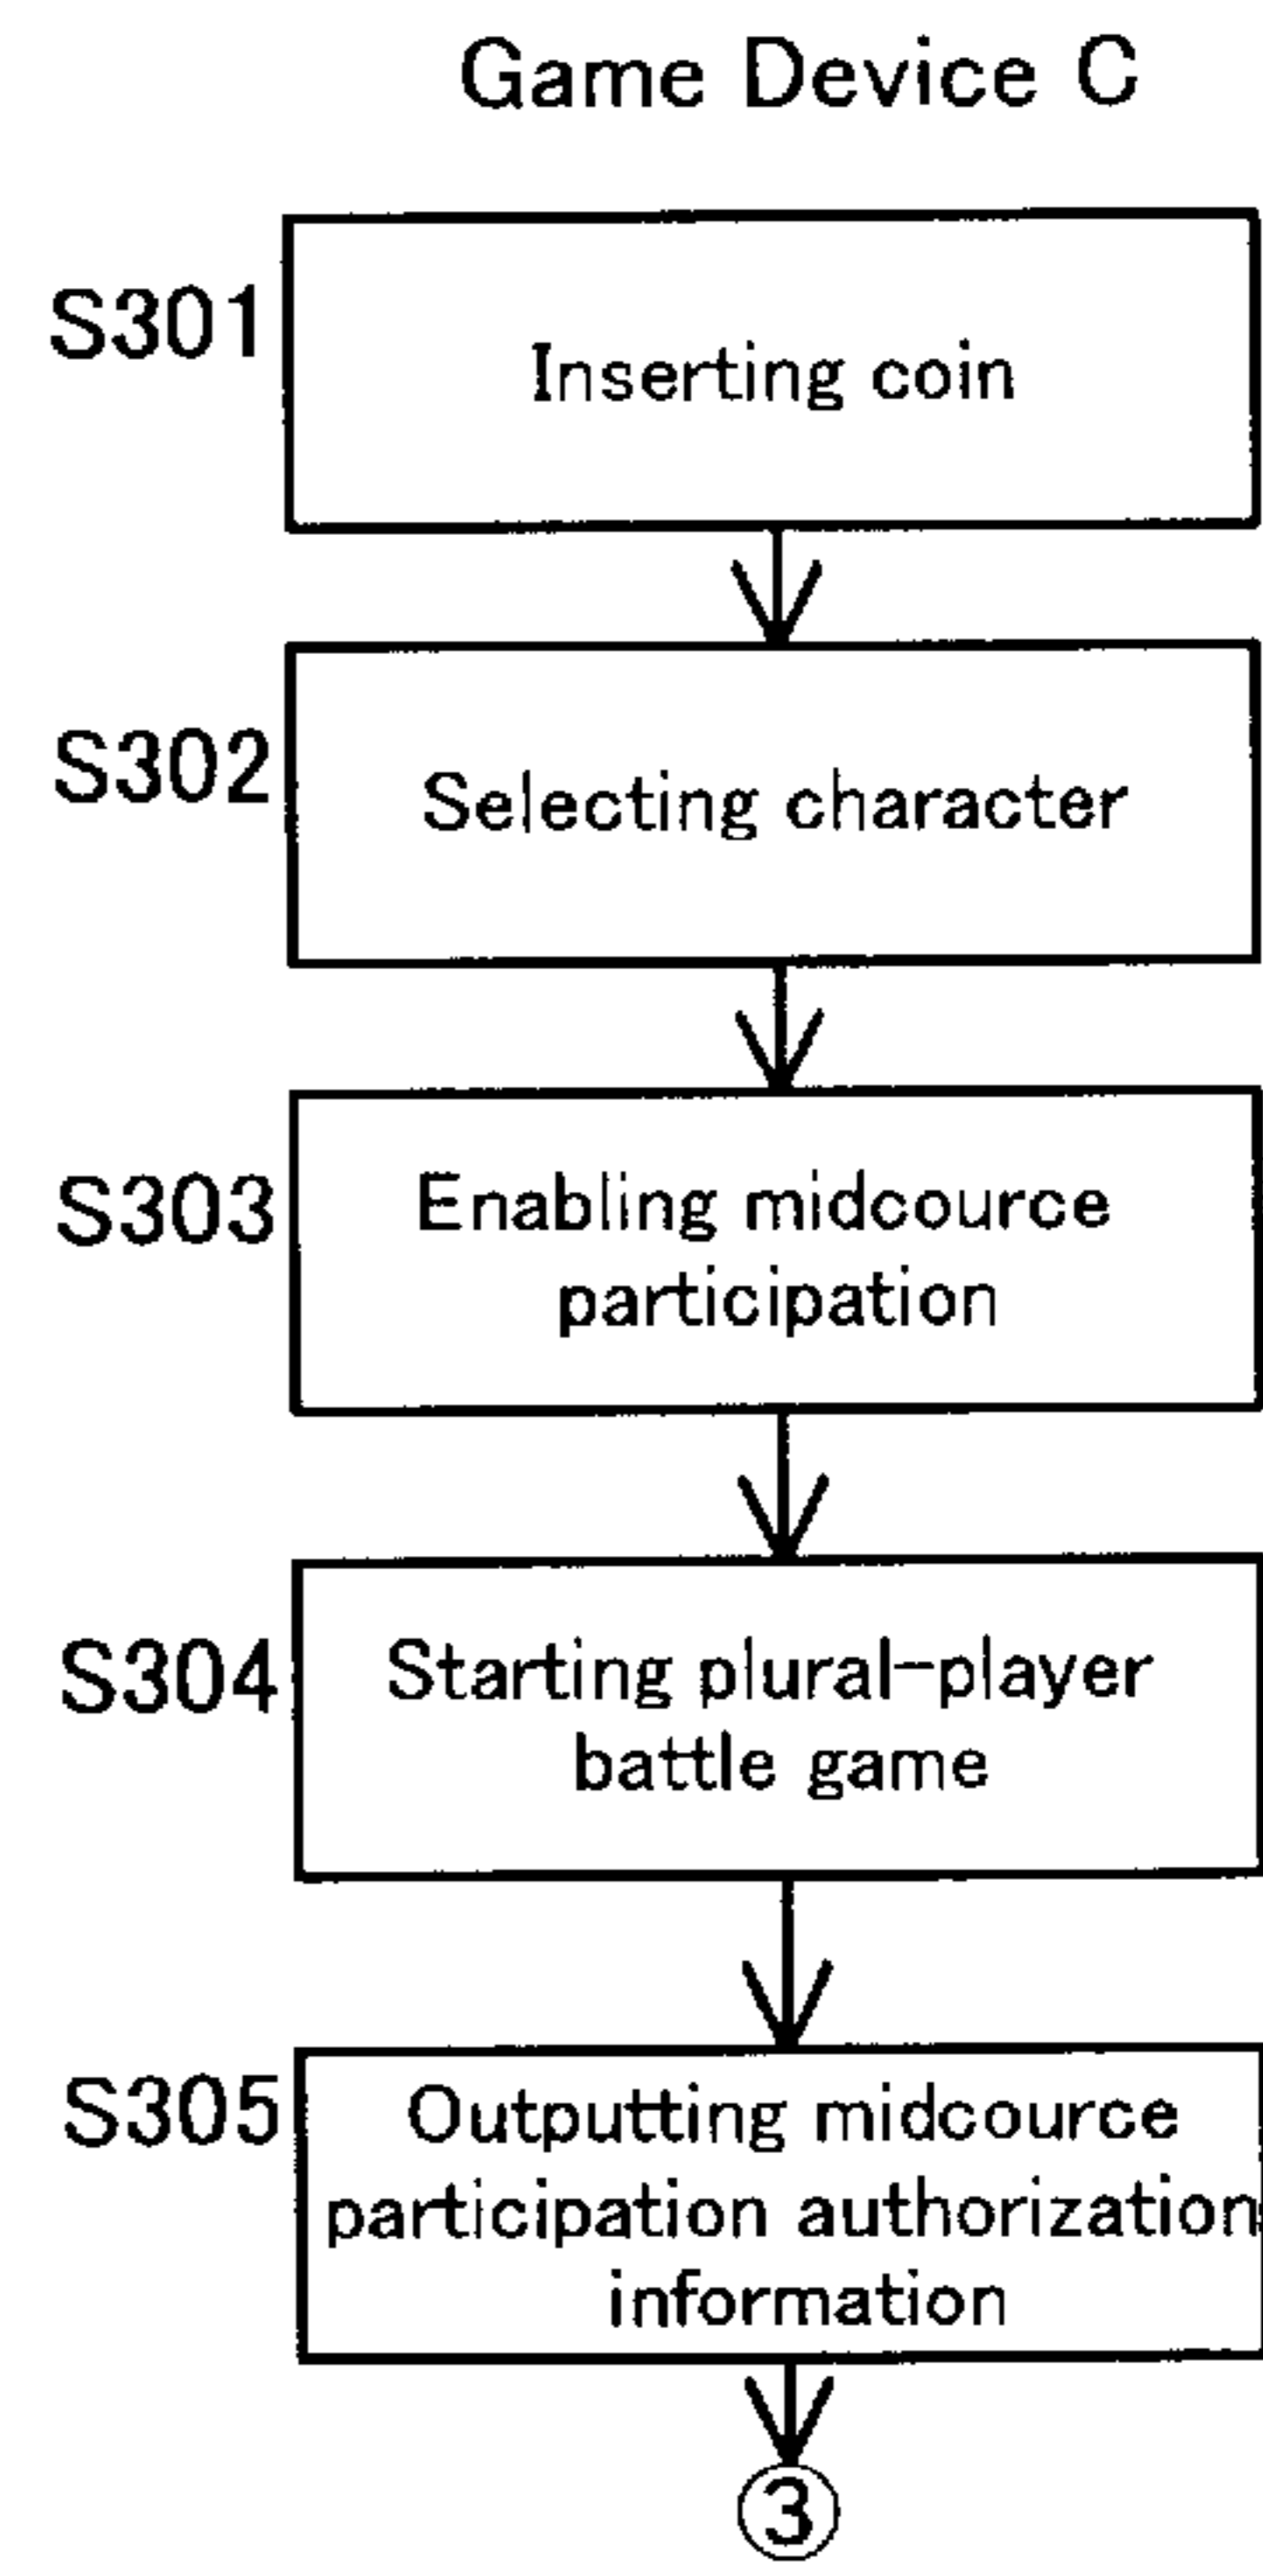 Game Device C
S301
Inserting coin
S302
Selecting character
S303
Enabling midcource
participation
S304
Starting plural-player
battle game
S305
Outputting midcource
participation authorization
information
③